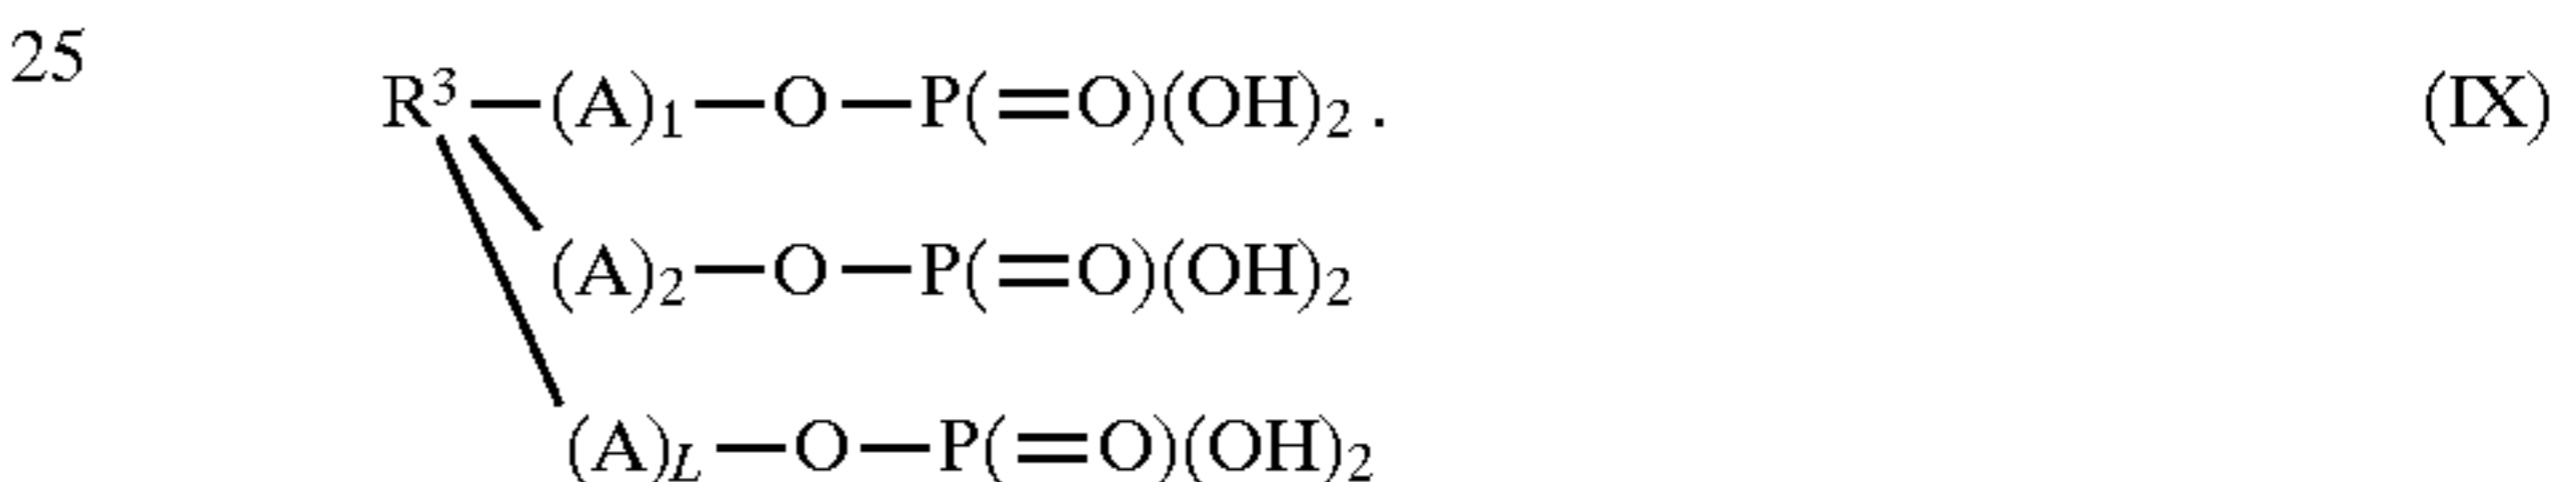 25
R³—(A)₁—O—P(=O)(OH)₂. (IX)
(A)₂—O—P(=O)(OH)₂
(A)L—O—P(=O)(OH)₂